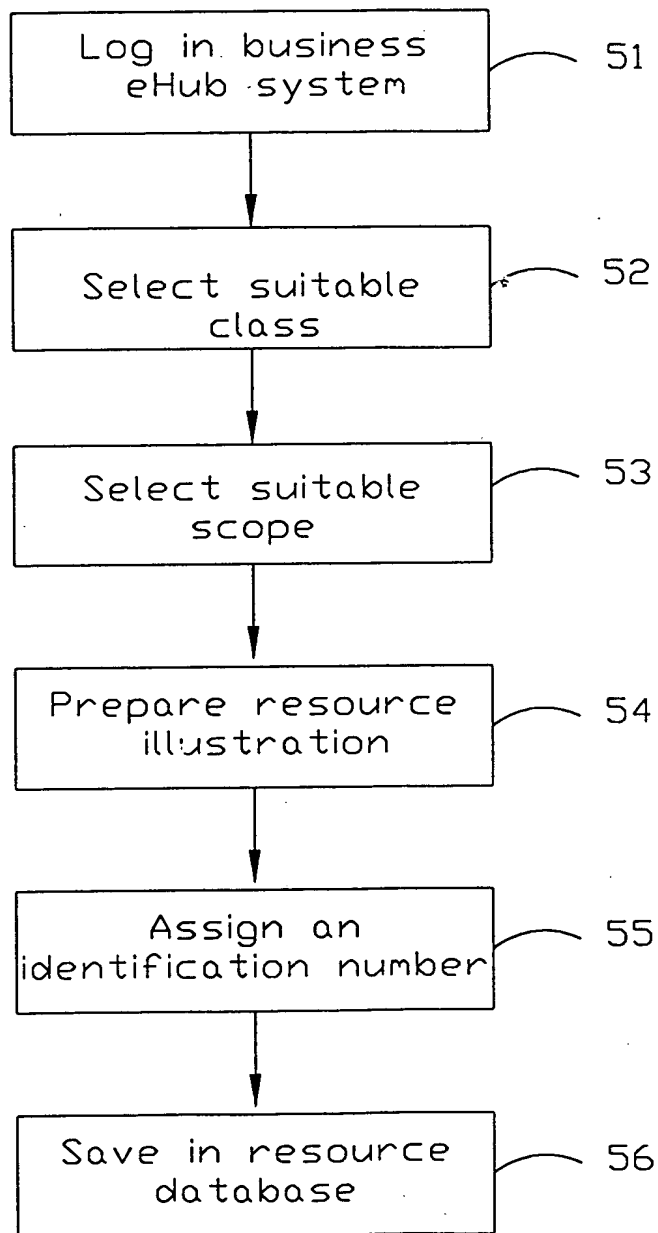 Log in business
eHub system
51
Select suitable
class
52
Select suitable
scope
53
Prepare resource
illustration
54
Assign an
identification number
55
Save in resource
database
56